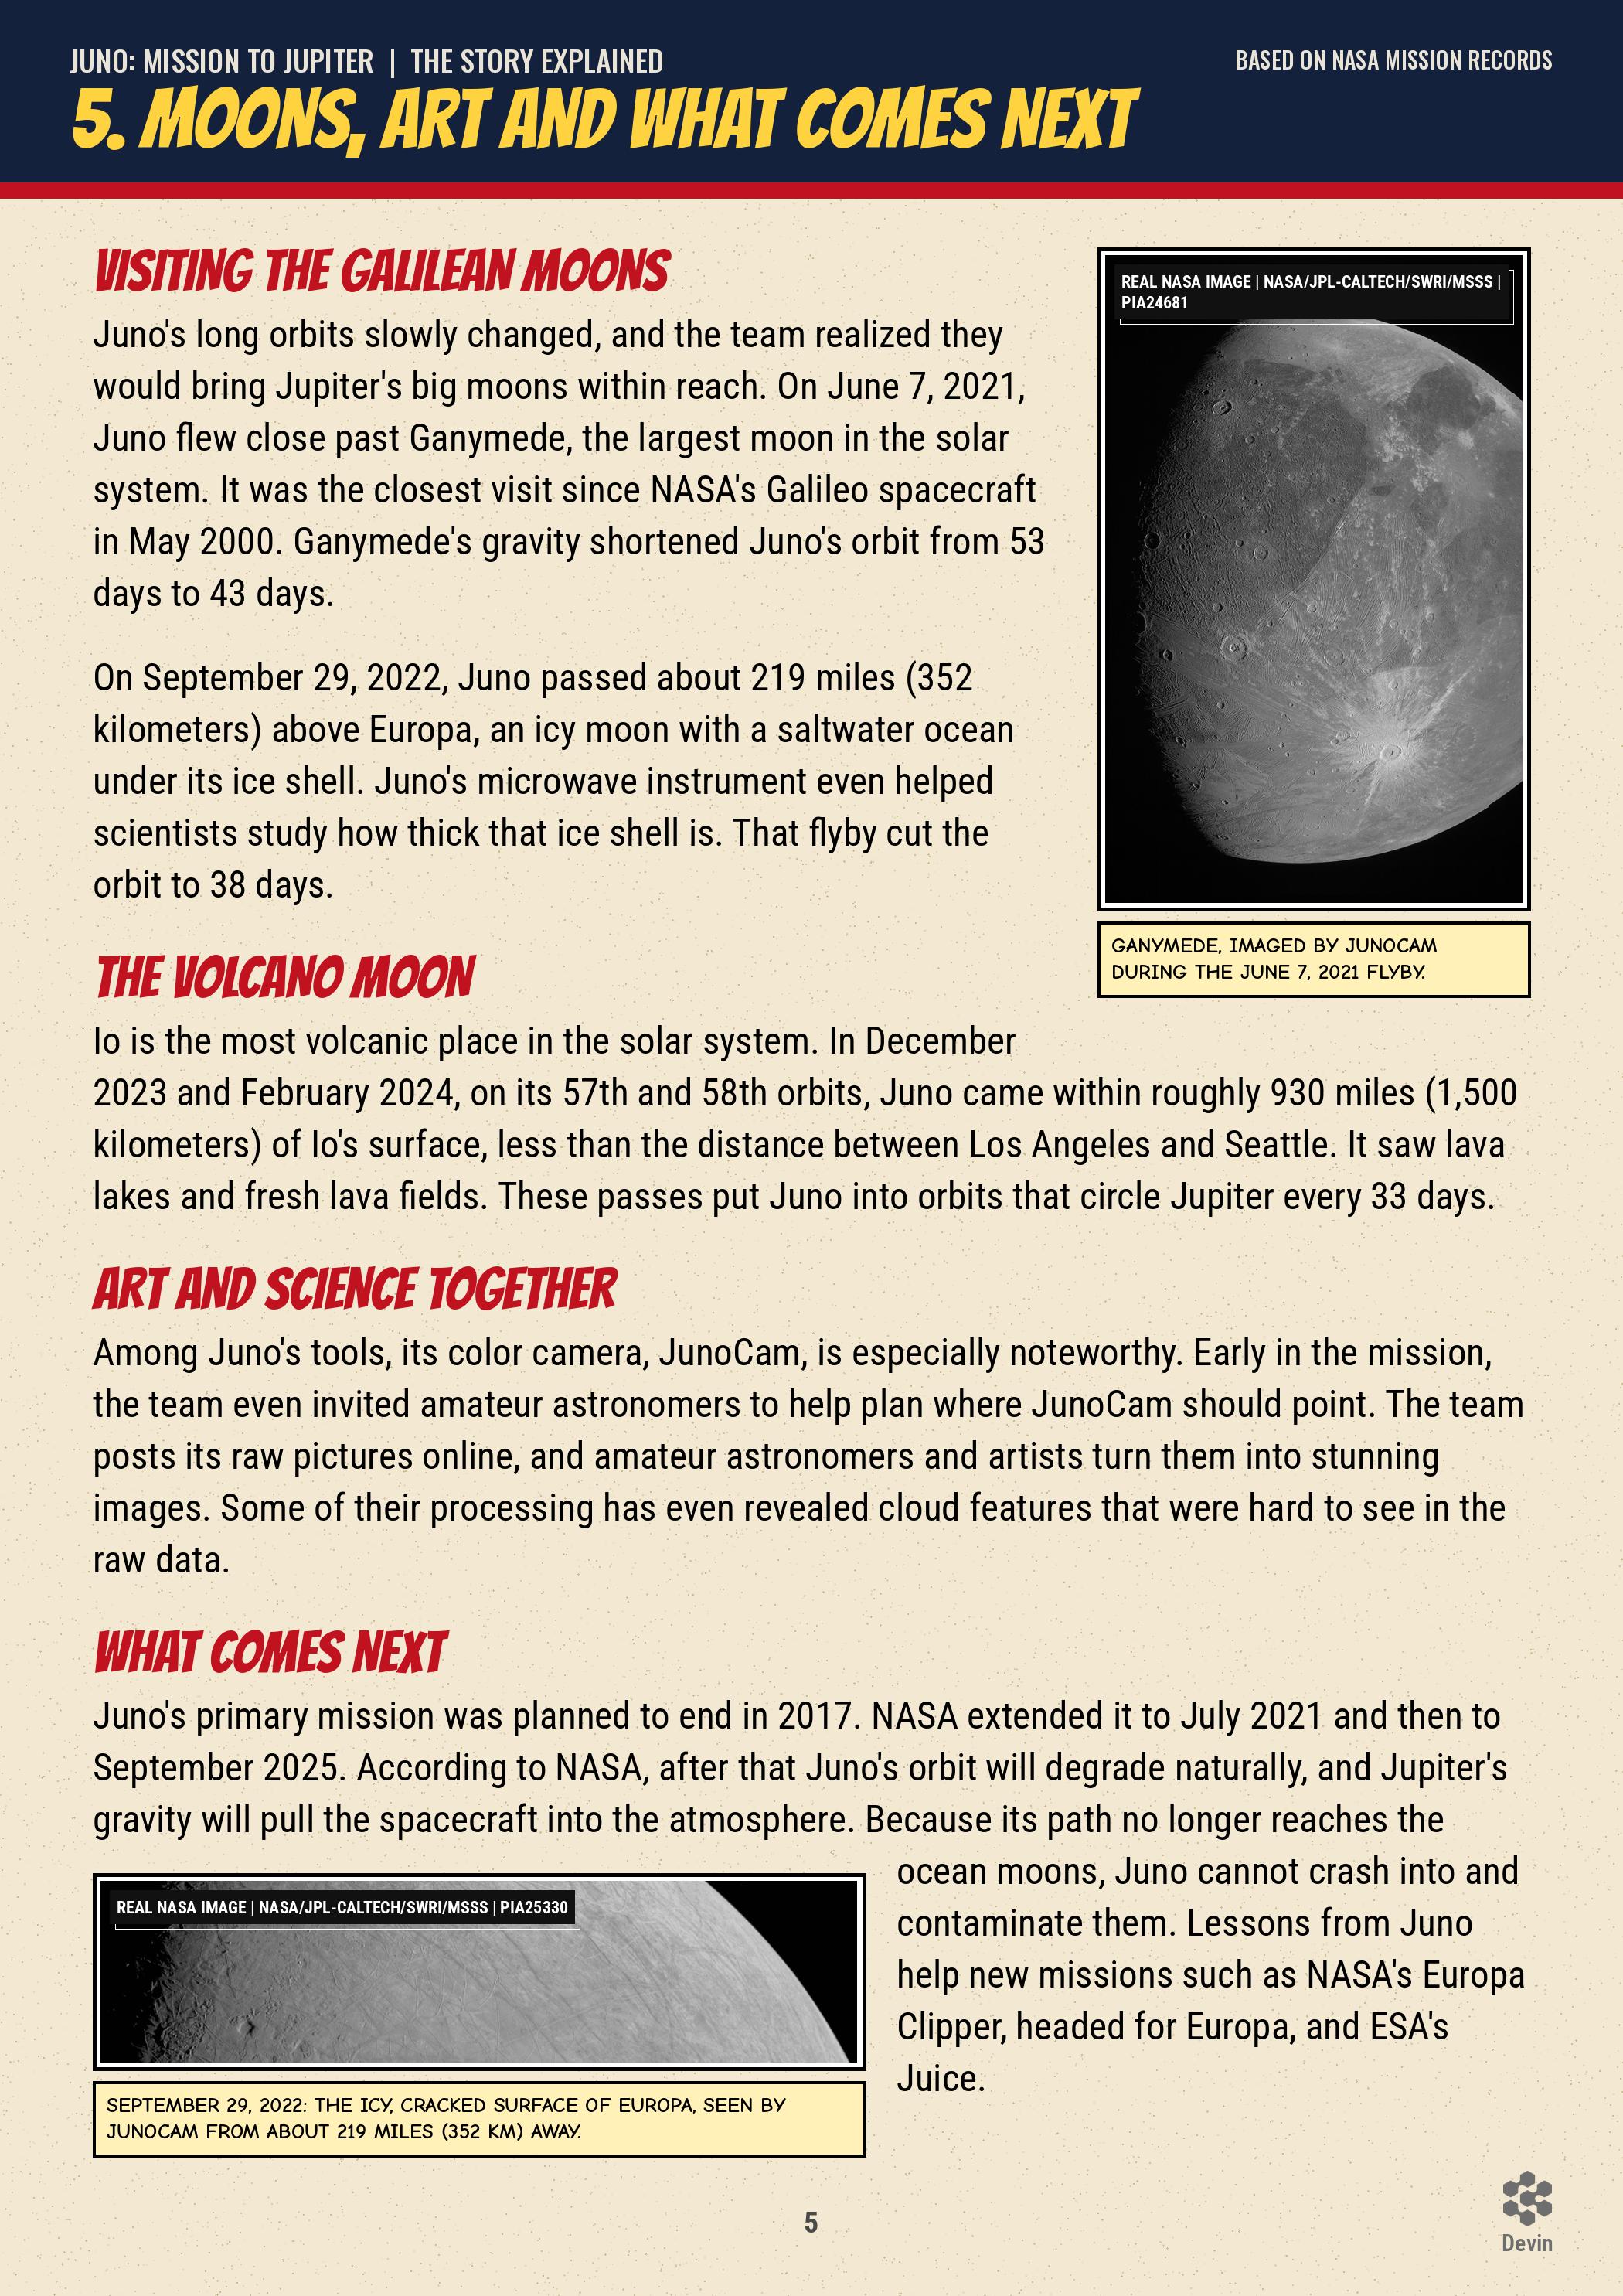 JUNO: MISSION TO JUPITER | THE STORY EXPLAINED
BASED ON NASA MISSION RECORDS
5. MOONS, ART AND WHAT COMES NEXT
VISITING THE GALILEAN MOONS
Juno's long orbits slowly changed, and the team realized they
would bring Jupiter's big moons within reach. On June 7, 2021,
Juno flew close past Ganymede, the largest moon in the solar
system. It was the closest visit since NASA's Galileo spacecraft
in May 2000. Ganymede's gravity shortened Juno's orbit from 53
days to 43 days.
On September 29, 2022, Juno passed about 219 miles (352
kilometers) above Europa, an icy moon with a saltwater ocean
under its ice shell. Juno's microwave instrument even helped
scientists study how thick that ice shell is. That flyby cut the
orbit to 38 days.
REAL NASA IMAGE | NASA/JPL-CALTECH/SWRI/MSSS |
PIA24681
GANYMEDE, IMAGED BY JUNOCAM
DURING THE JUNE 7, 2021 FLYBY.
THE VOLCANO MOON
Io is the most volcanic place in the solar system. In December
2023 and February 2024, on its 57th and 58th orbits, Juno came within roughly 930 miles (1,500
kilometers) of Io's surface, less than the distance between Los Angeles and Seattle. It saw lava
lakes and fresh lava fields. These passes put Juno into orbits that circle Jupiter every 33 days.
ART AND SCIENCE TOGETHER
Among Juno's tools, its color camera, JunoCam, is especially noteworthy. Early in the mission,
the team even invited amateur astronomers to help plan where JunoCam should point. The team
posts its raw pictures online, and amateur astronomers and artists turn them into stunning
images. Some of their processing has even revealed cloud features that were hard to see in the
raw data.
WHAT COMES NEXT
Juno's primary mission was planned to end in 2017. NASA extended it to July 2021 and then to
September 2025. According to NASA, after that Juno's orbit will degrade naturally, and Jupiter's
gravity will pull the spacecraft into the atmosphere. Because its path no longer reaches the
ocean moons, Juno cannot crash into and
contaminate them. Lessons from Juno
help new missions such as NASA's Europa
Clipper, headed for Europa, and ESA's
Juice.
REAL NASA IMAGE | NASA/JPL-CALTECH/SWRI/MSSS | PIA25330
SEPTEMBER 29, 2022: THE ICY, CRACKED SURFACE OF EUROPA, SEEN BY
JUNOCAM FROM ABOUT 219 MILES (352 KM) AWAY.
5
Devin